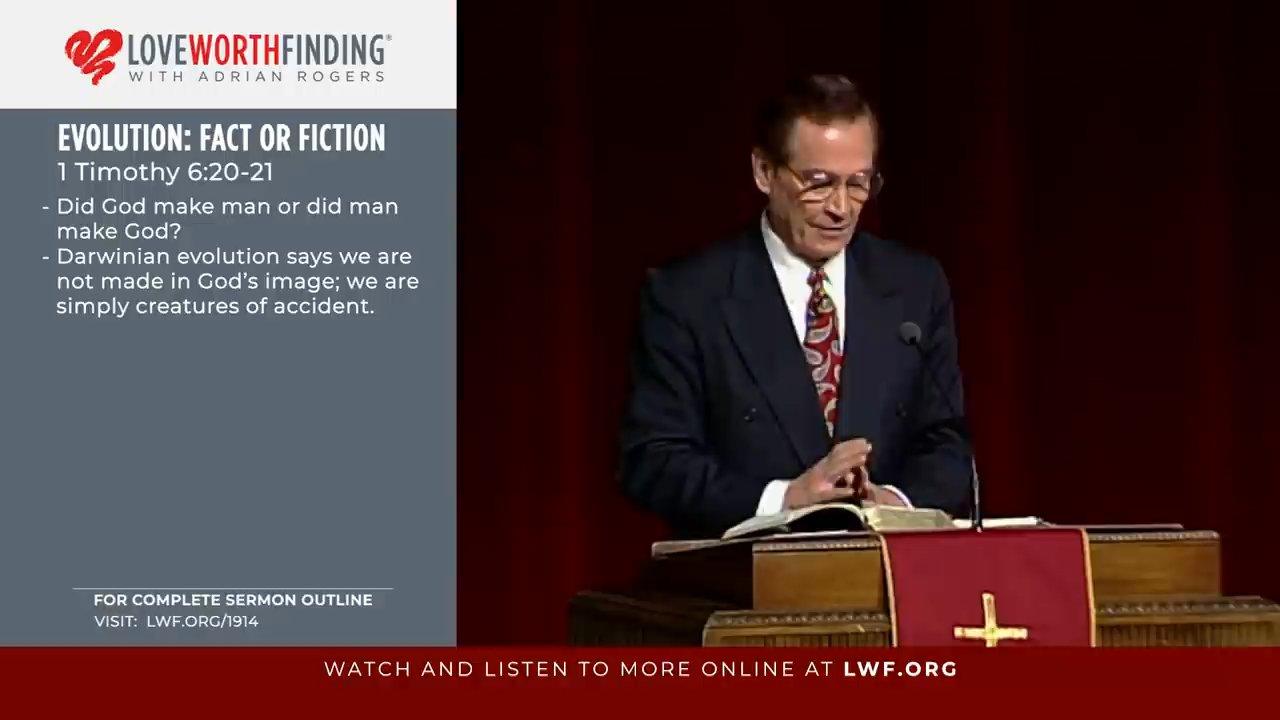 LOVEWORTHFINDING®
WITH ADRIAN ROGERS
EVOLUTION: FACT OR FICTION
1 Timothy 6:20-21
- Did God make man or did man
make God?
- Darwinian evolution says we are
not made in God’s image; we are
simply creatures of accident.
FOR COMPLETE SERMON OUTLINE
VISIT: LWF.ORG/1914
WATCH AND LISTEN TO MORE ONLINE AT LWF.ORG